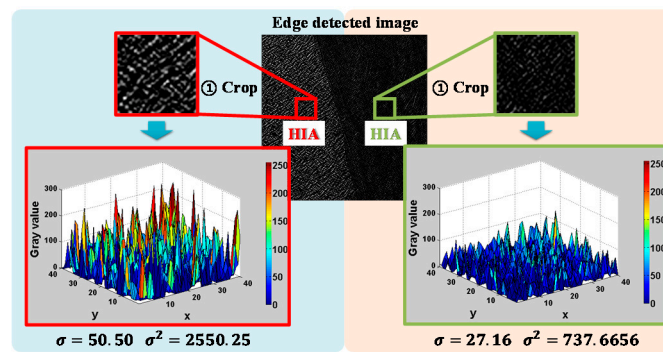 Edge detected image
① Crop
① Crop
HIA
HIA
300
200
100
0
Gray value
40
30
20
10
y
10
20
30
40
x
250
200
150
100
50
0
300
200
100
0
Gray value
40
30
20
10
y
10
20
30
40
x
250
200
150
100
50
0
σ = 50.50 σ² = 2550.25
σ = 27.16 σ² = 737.6656